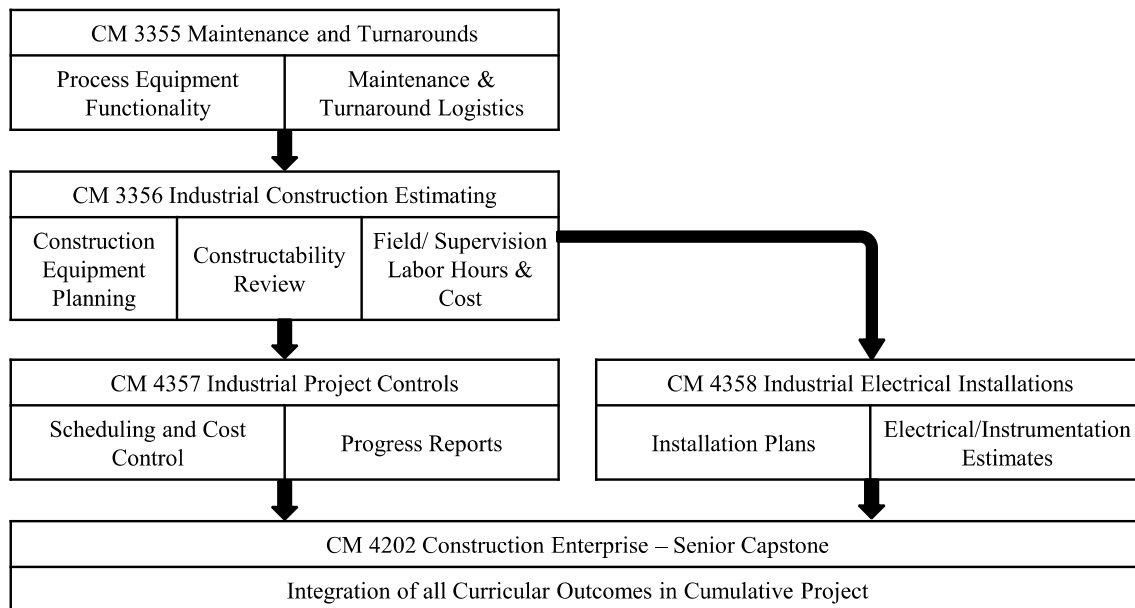 CM 3355 Maintenance and Turnarounds
Process Equipment
Functionality
Maintenance &
Turnaround Logistics
CM 3356 Industrial Construction Estimating
Construction
Equipment
Planning
Constructability
Review
Field/ Supervision
Labor Hours &
Cost
CM 4357 Industrial Project Controls
Scheduling and Cost
Control
Progress Reports
CM 4358 Industrial Electrical Installations
Installation Plans
Electrical/Instrumentation
Estimates
CM 4202 Construction Enterprise – Senior Capstone
Integration of all Curricular Outcomes in Cumulative Project